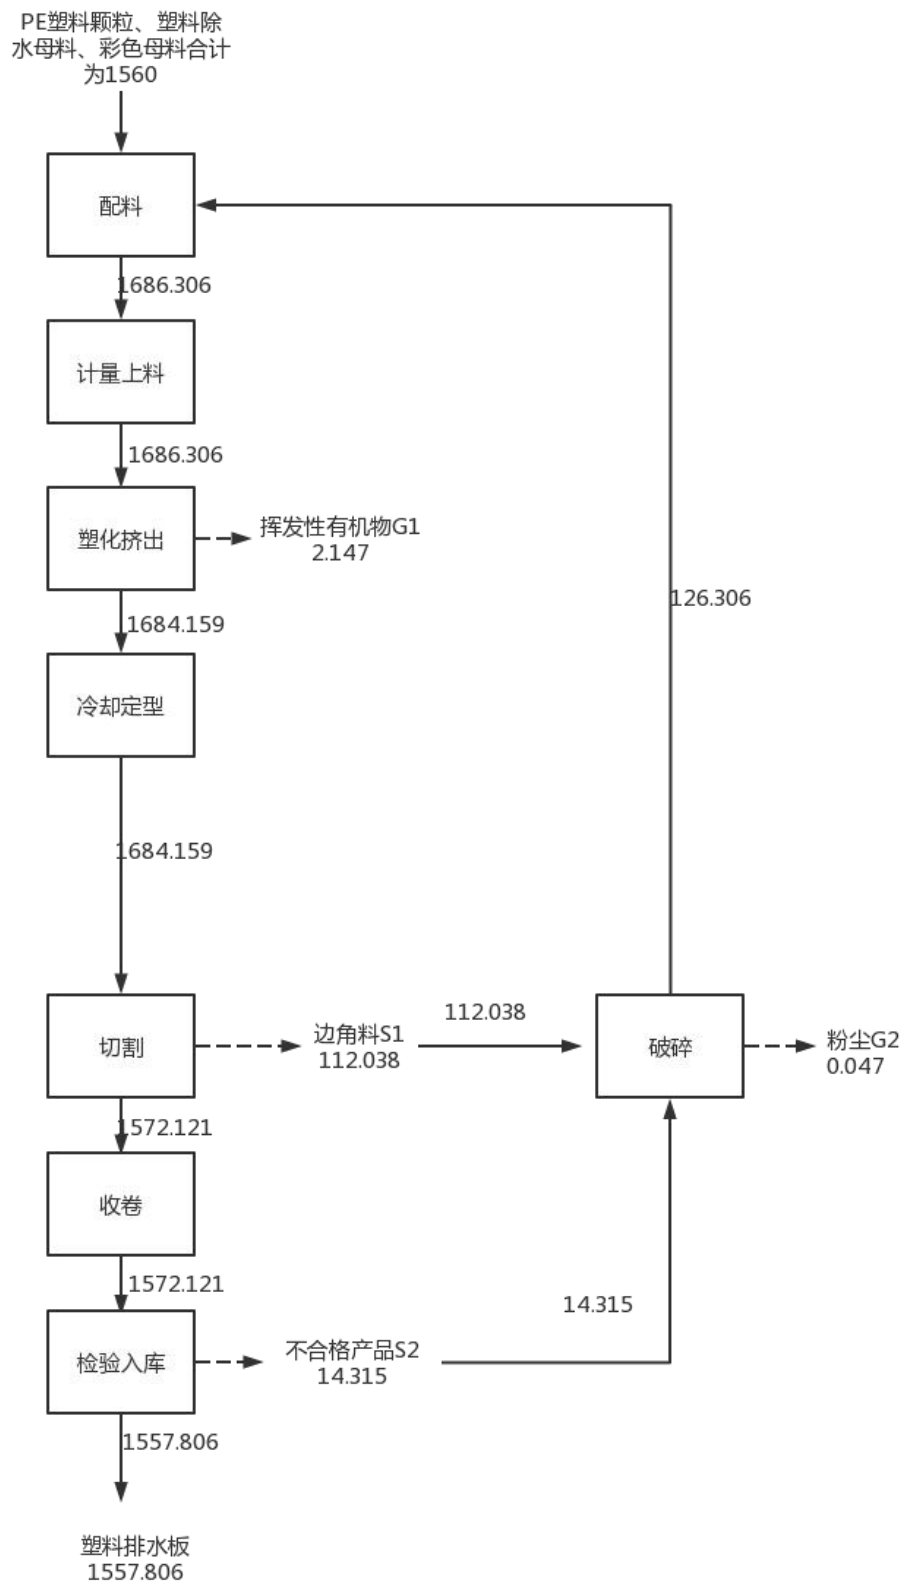 PE塑料颗粒、塑料除
水母料、彩色母料合计
为1560
配料
1686.306
计量上料
1686.306
塑化挤出
挥发性有机物G1
2.147
126.306
1684.159
冷却定型
1684.159
切割
边角料S1
112.038
112.038
破碎
粉尘G2
0.047
1572.121
收卷
1572.121
14.315
检验入库
不合格产品S2
14.315
1557.806
塑料排水板
1557.806